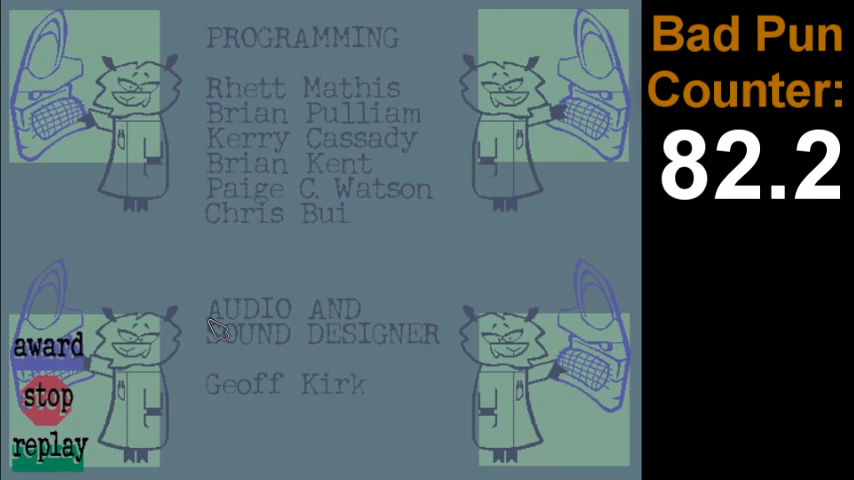 PROGRAMMING
Rhett Mathis
Brian Pulliam
Kerry Cassady
Brian Kent
Paige C. Watson
Chris Bui
AUDIO AND
SOUND DESIGNER
Geoff Kirk
award
stop
replay
Bad Pun
Counter:
82.2